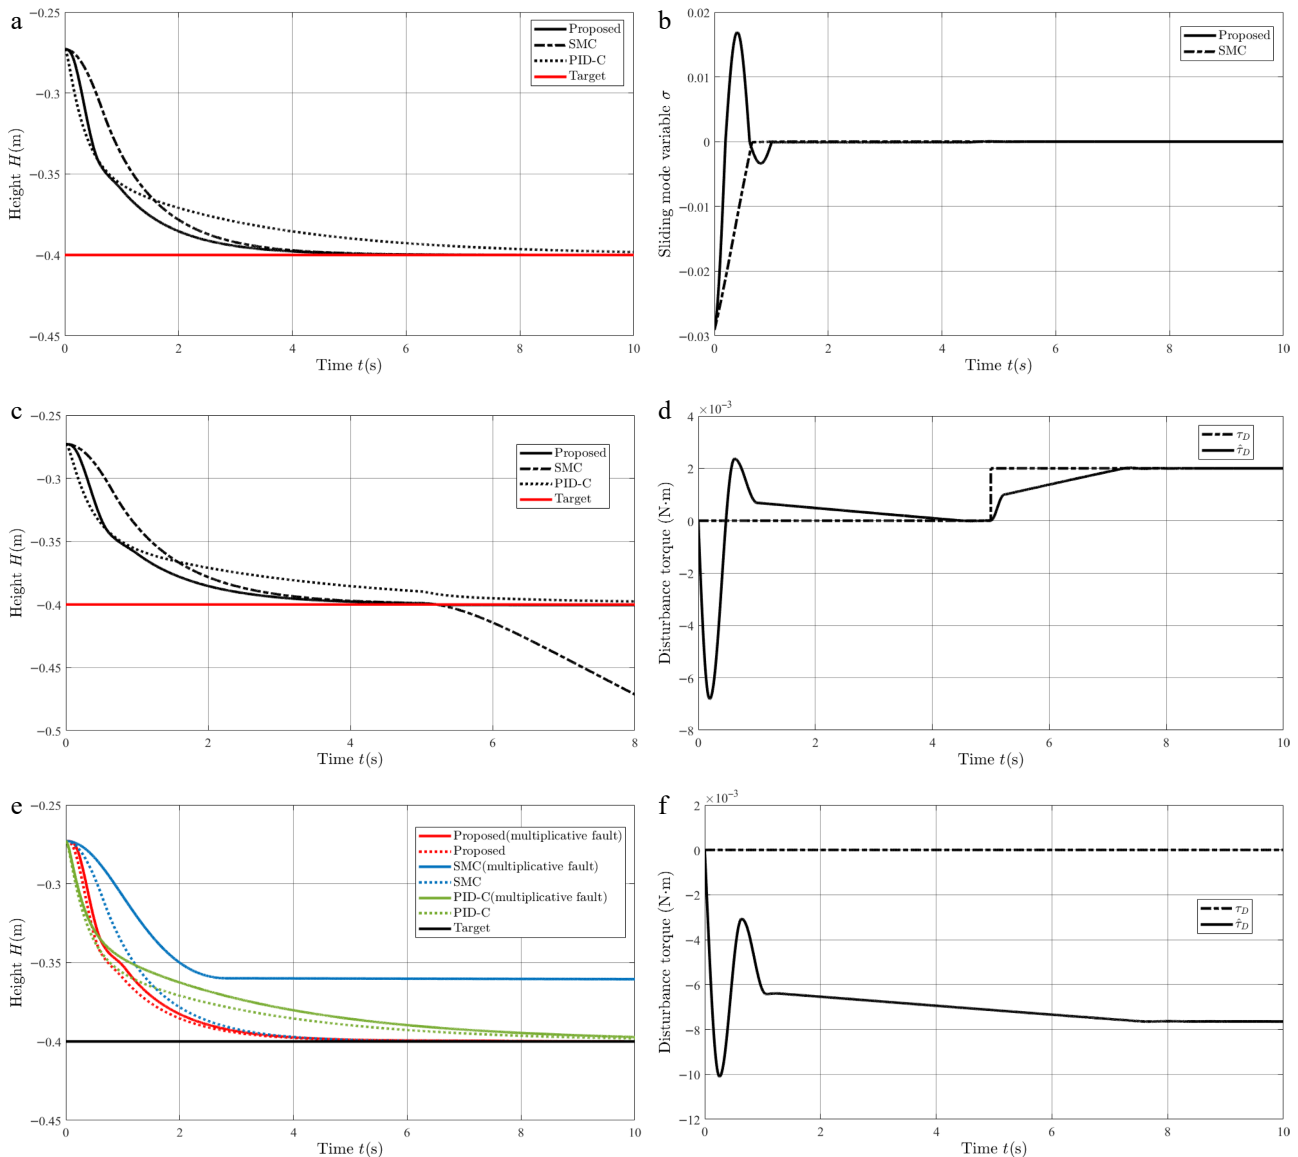 a
−0.25
−0.3
−0.35
−0.4
−0.45
Height H(m)
Proposed
SMC
PID-C
Target
0 2 4 6 8 10
Time t(s)
b
0.02
0.01
0
−0.01
−0.02
−0.03
Sliding mode variable σ
Proposed
SMC
0 2 4 6 8 10
Time t(s)
c
−0.25
−0.3
−0.35
−0.4
−0.45
−0.5
Height H(m)
Proposed
SMC
PID-C
Target
0 2 4 6 8
Time t(s)
d
×10⁻³
4
2
0
−2
−4
−6
−8
Disturbance torque (N·m)
τ_D
τ̂_D
0 2 4 6 8 10
Time t(s)
e
−0.25
−0.3
−0.35
−0.4
−0.45
Height H(m)
Proposed(multiplicative fault)
Proposed
SMC(multiplicative fault)
SMC
PID-C(multiplicative fault)
PID-C
Target
0 2 4 6 8 10
Time t(s)
f
×10⁻³
2
0
−2
−4
−6
−8
−10
−12
Disturbance torque (N·m)
τ_D
τ̂_D
0 2 4 6 8 10
Time t(s)